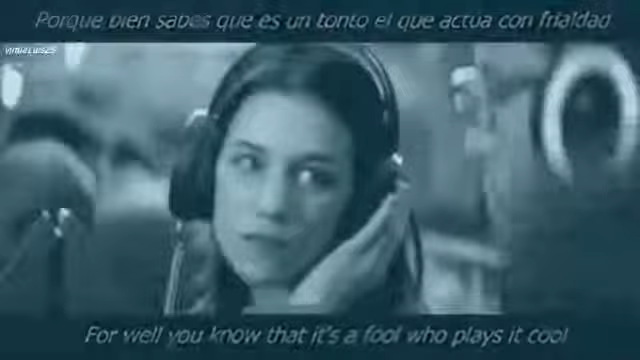 Porque bien sabes que es un tonto el que actúa con frialdad
For well you know that it's a fool who plays it cool